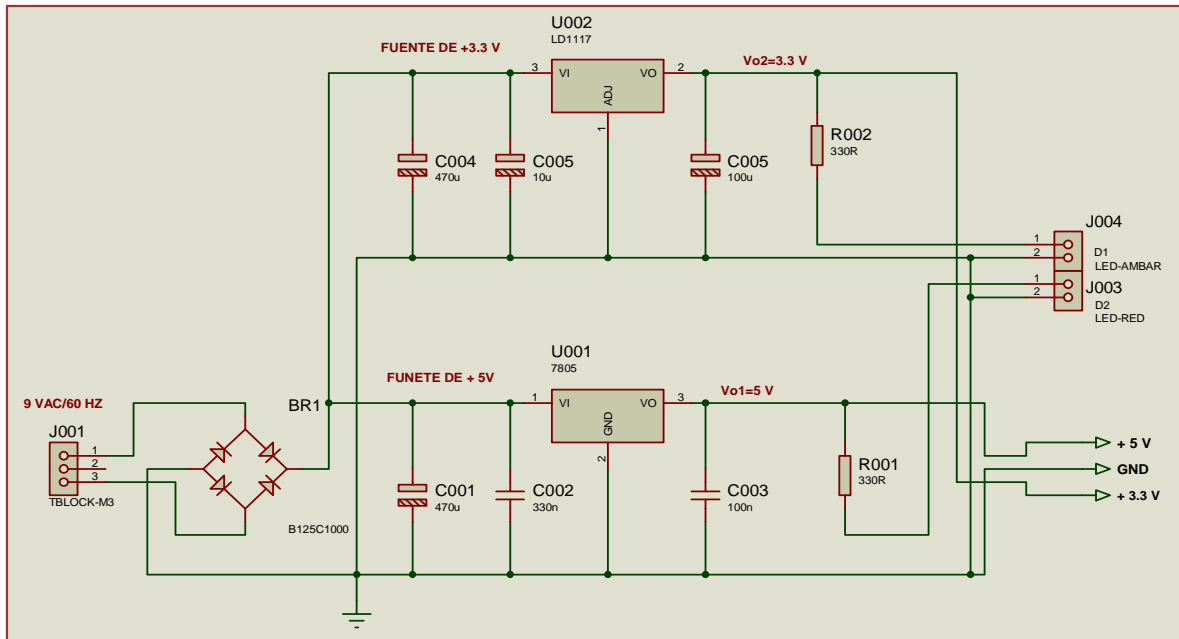 U002
LD1117
FUENTE DE +3.3 V
3
VI
VO
2
ADJ
1
Vo2=3.3 V
C004
470u
C005
10u
C005
100u
R002
330R
J004
1
2
D1
LED-AMBAR
1
2
J003
D2
LED-RED
U001
7805
FUNETE DE + 5V
1
VI
VO
3
GND
2
Vo1=5 V
9 VAC/60 HZ
J001
1
2
3
TBLOCK-M3
BR1
B125C1000
C001
470u
C002
330n
C003
100n
R001
330R
+ 5 V
GND
+ 3.3 V